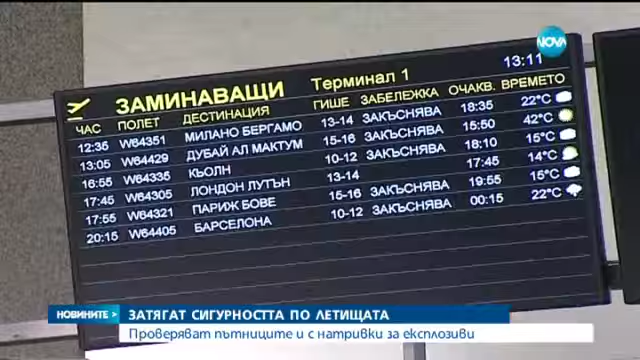 NOVA
13:11
ЗАМИНАВАЩИ Терминал 1
ЧАС ПОЛЕТ ДЕСТИНАЦИЯ ГИШЕ ЗАБЕЛЕЖКА ОЧАКВ. ВРЕМЕТО
12:35 W64351 МИЛАНО БЕРГАМО 13-14 ЗАКЪСНЯВА 18:35 22°C
13:05 W64429 ДУБАЙ АЛ МАКТУМ 15-16 ЗАКЪСНЯВА 15:50 42°C
16:55 W64335 КЬОЛН 10-12 ЗАКЪСНЯВА 18:10 15°C
17:45 W64305 ЛОНДОН ЛУТЪН 13-14 17:45 14°C
17:55 W64321 ПАРИЖ БОВЕ 15-16 ЗАКЪСНЯВА 19:55 15°C
20:15 W64405 БАРСЕЛОНА 10-12 ЗАКЪСНЯВА 00:15 22°C
НОВИНИТЕ ЗАТЯГАТ СИГУРНОСТТА ПО ЛЕТИЩАТА
Проверяват пътниците и с натривки за експлозиви